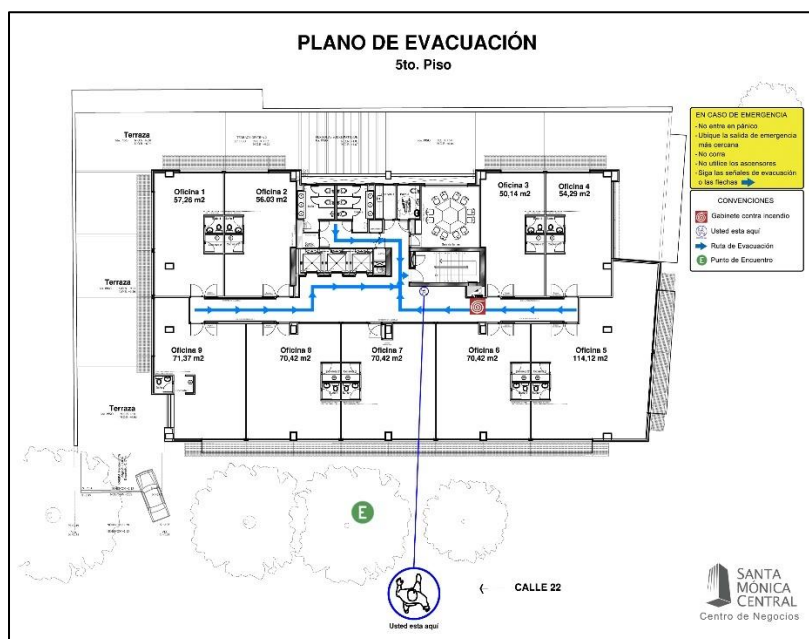 PLANO DE EVACUACIÓN
5to. Piso
EN CASO DE EMERGENCIA
- No entre en pánico
- Ubique la salida de emergencia
más cercana
- No corra
- No utilice los ascensores
- Siga las señales de evacuación
o las flechas
CONVENCIONES
Gabinete contra incendio
Usted esta aquí
Ruta de Evacuación
E Punto de Encuentro
Terraza
Oficina 1
57,26 m2
Oficina 2
56.03 m2
Oficina 3
50,14 m2
Oficina 4
54,29 m2
Terraza
Oficina 9
71,37 m2
Oficina 8
70,42 m2
Oficina 7
70,42 m2
Oficina 6
70,42 m2
Oficina 5
114,12 m2
Terraza
E
CALLE 22
Usted esta aquí
SANTA
MÓNICA
CENTRAL
Centro de Negocios